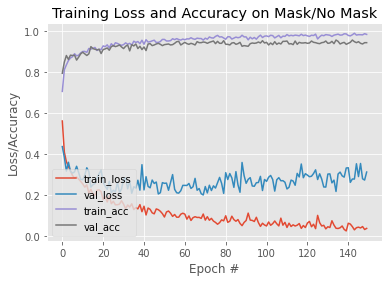 Training Loss and Accuracy on Mask/No Mask
1.0
0.8
0.6
0.4
0.2
0.0
Loss/Accuracy
train_loss
val_loss
train_acc
val_acc
0 20 40 60 80 100 120 140
Epoch #